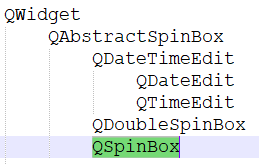 QWidget
QAbstractSpinBox
QDateTimeEdit
QDateEdit
QTimeEdit
QDoubleSpinBox
QSpinBox